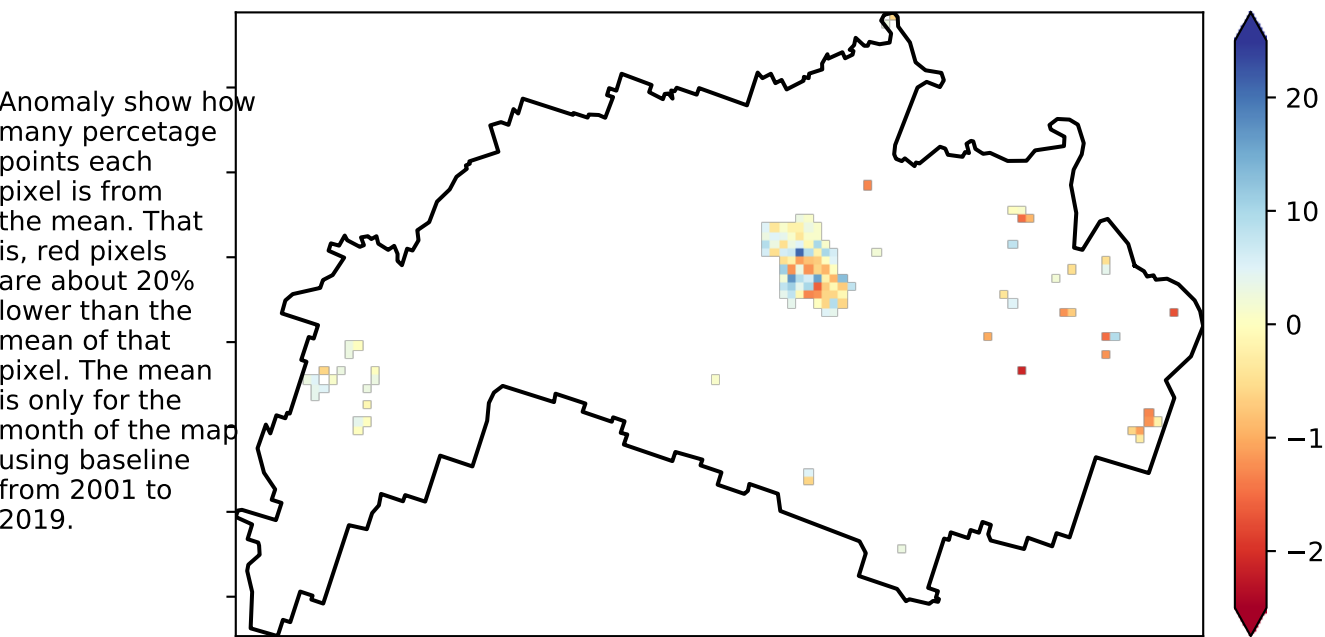 Anomaly show how
many percetage
points each
pixel is from
the mean. That
is, red pixels
are about 20%
lower than the
mean of that
pixel. The mean
is only for the
month of the map
using baseline
from 2001 to
2019.
20
10
0
−1
−2